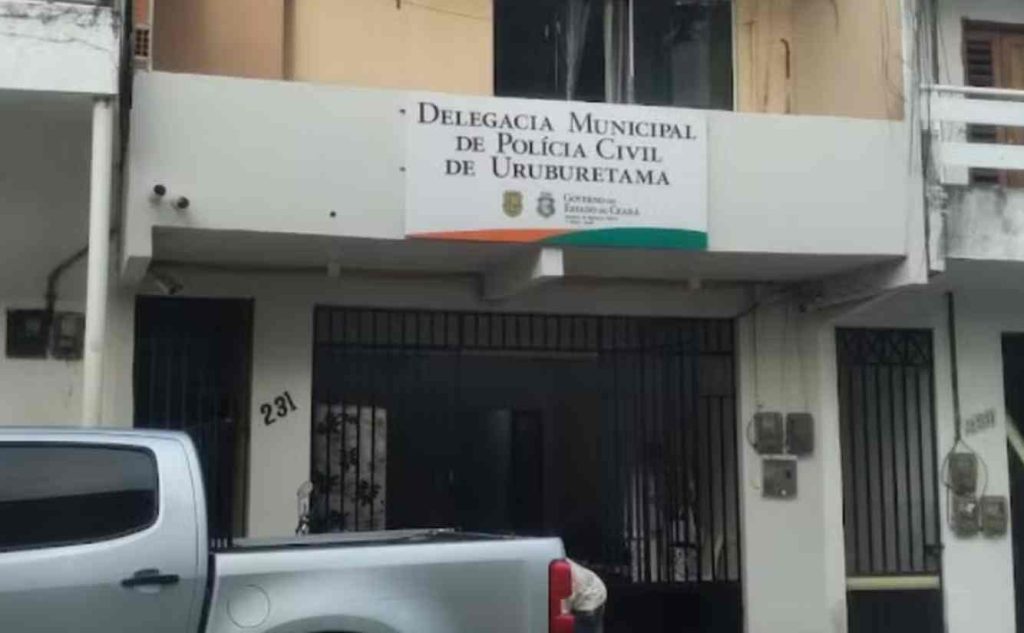 DELEGACIA MUNICIPAL
DE POLÍCIA CIVIL
DE URUBURETAMA
GOVERNO DO
ESTADO DO CEARÁ
231